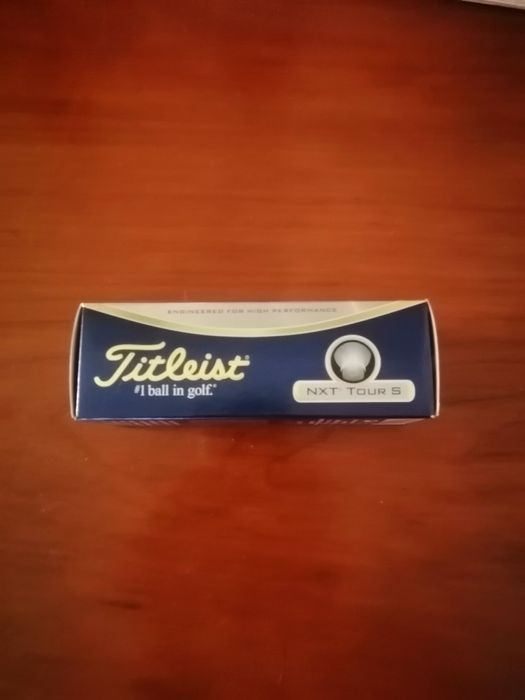 ENGINEERED FOR HIGH PERFORMANCE
Titleist®
#1 ball in golf.®
NXT TOUR S